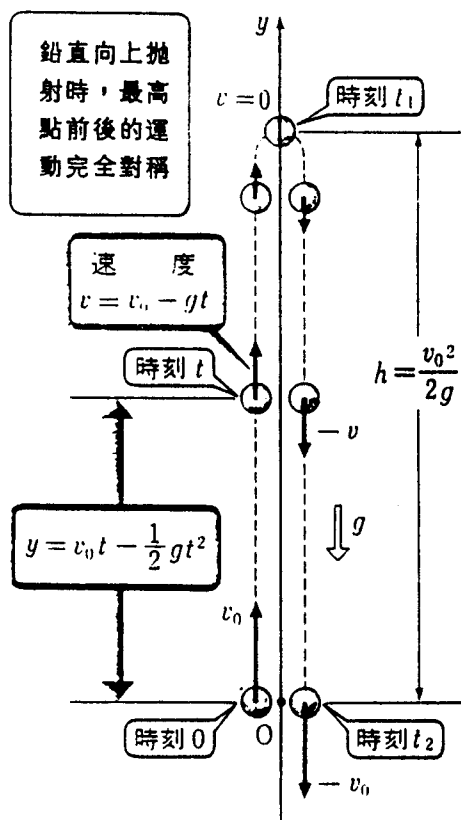 y
鉛直向上拋
射時，最高
點前後的運
動完全對稱
v=0
時刻 t₁
速 度
v = v₀ − gt
時刻 t
h = v₀²/2g
− v
g
y = v₀t − 1/2 gt²
v₀
時刻 0
O
時刻 t₂
− v₀